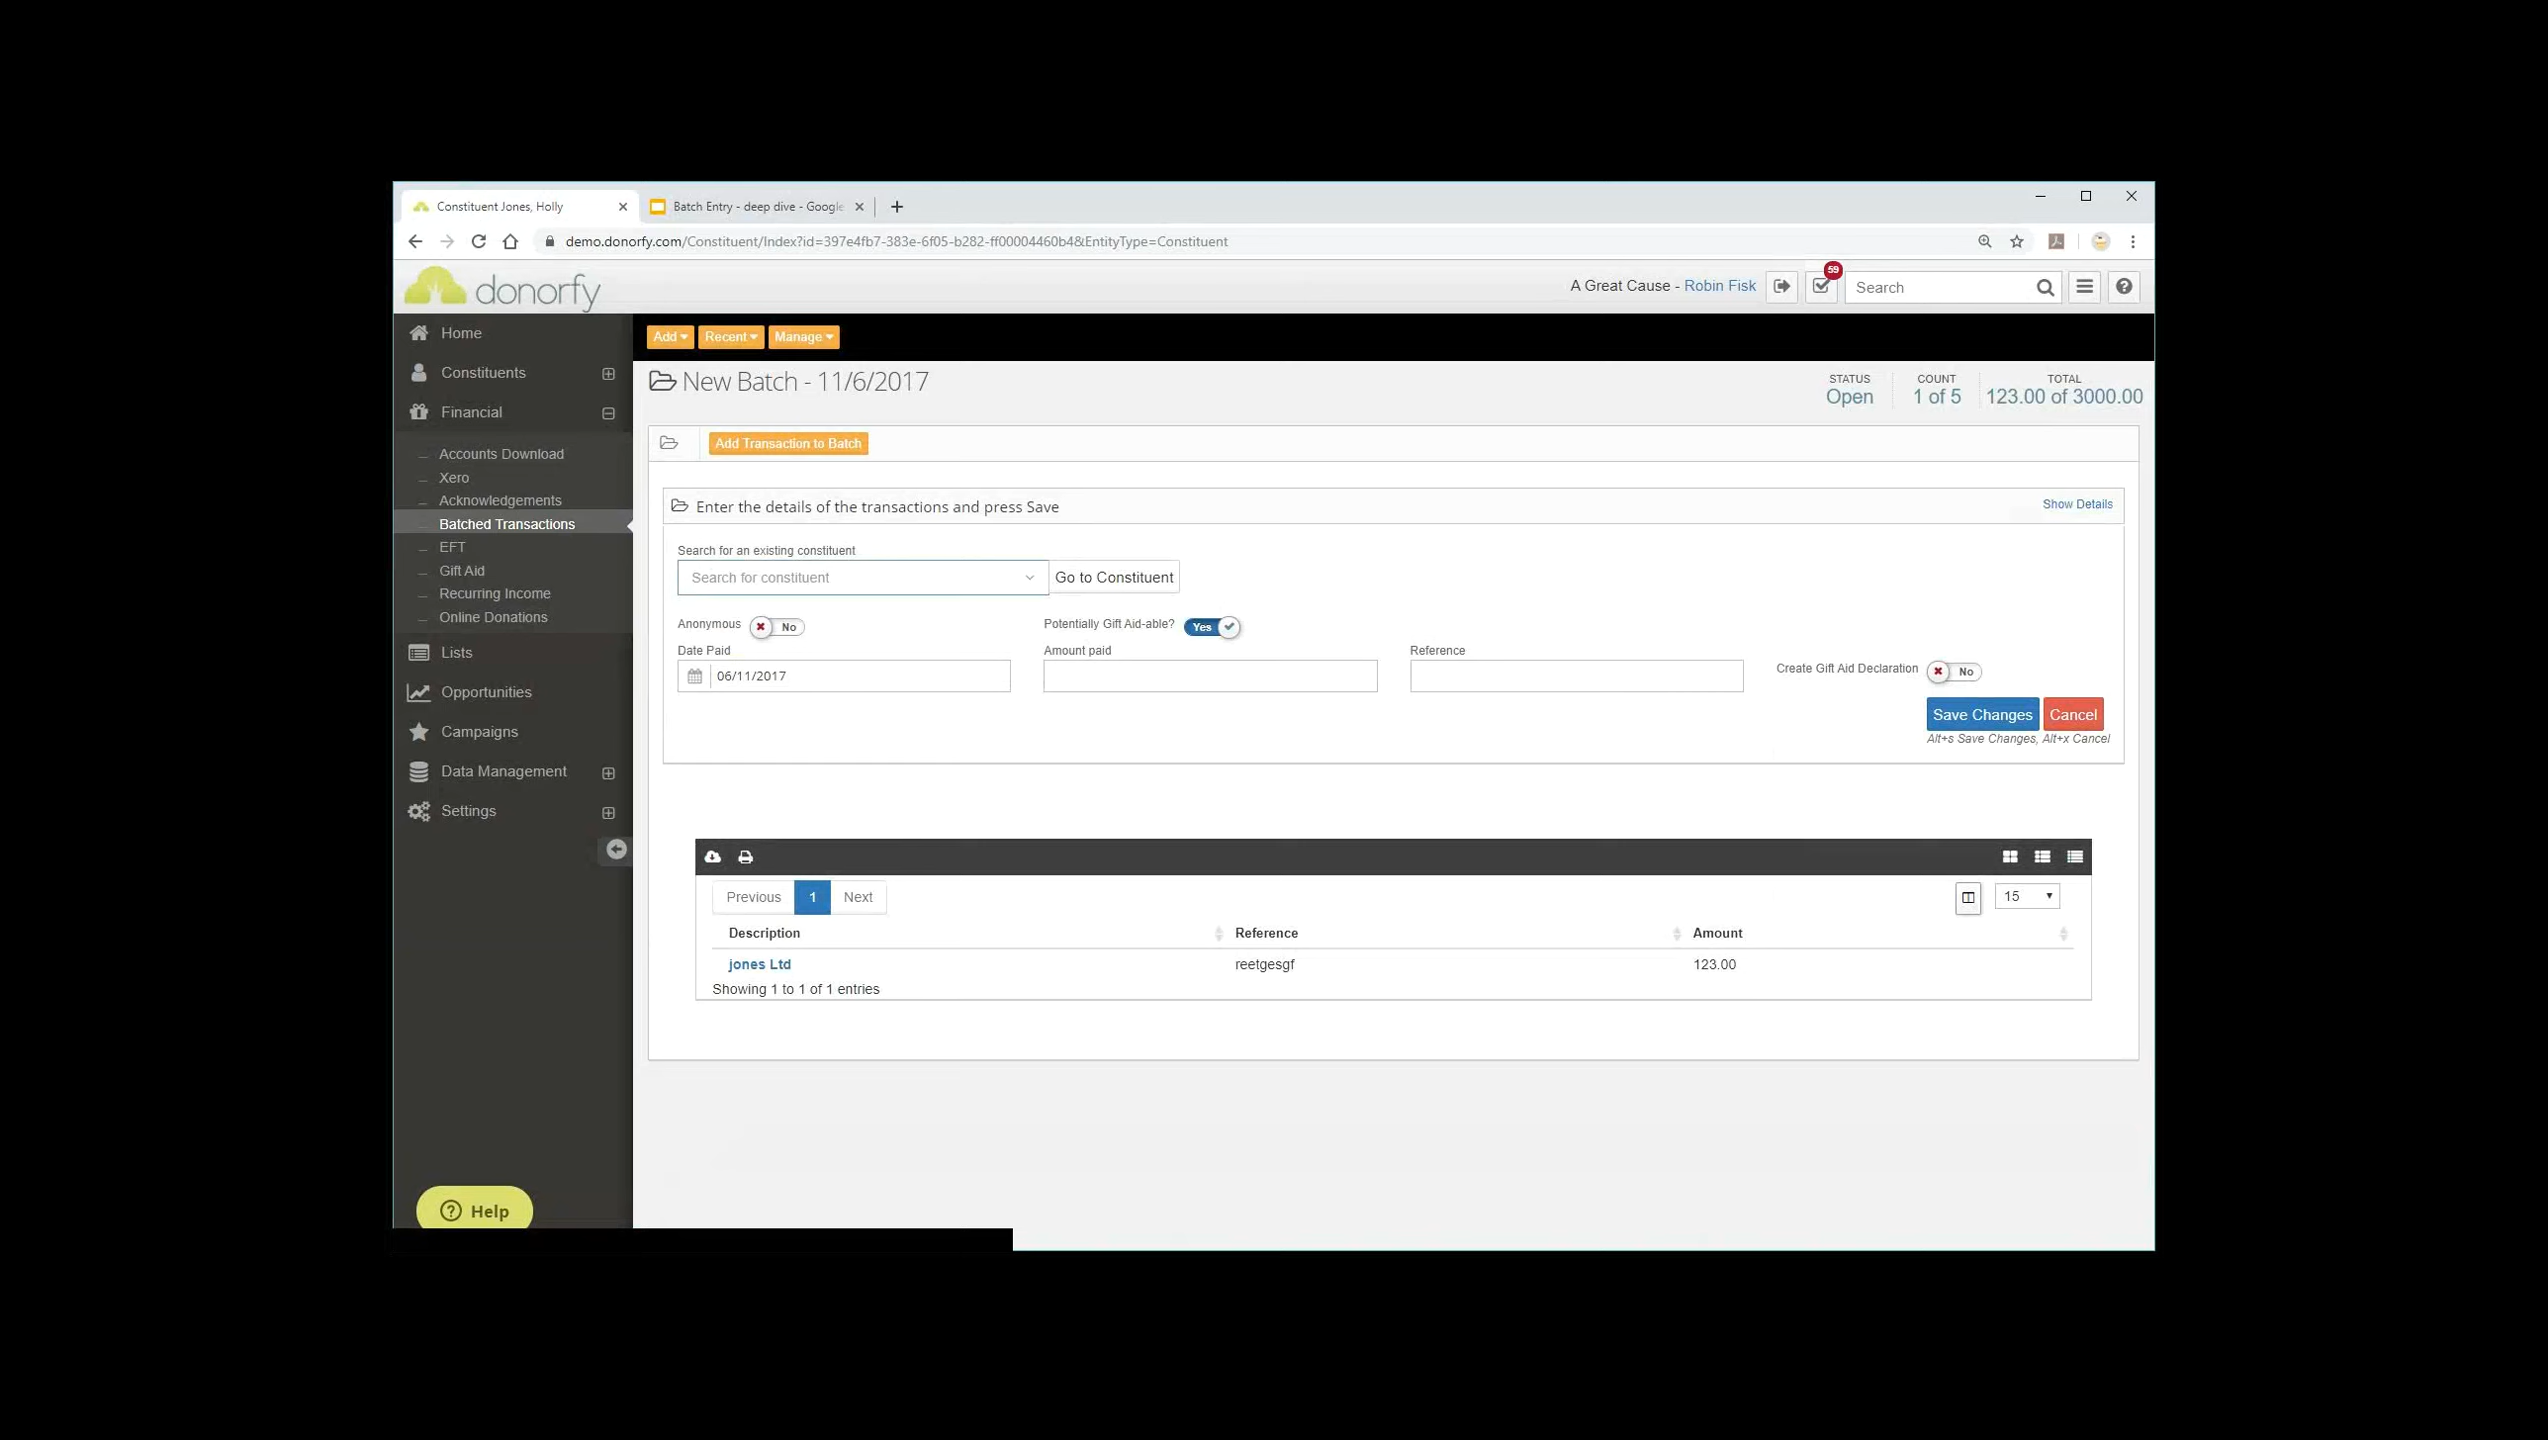 Constituent Jones, Holly
Batch Entry - deep dive - Google
demo.donorfy.com/Constituent/Index?id=397e4fb7-383e-6f05-b282-ff00004460b4&EntityType=Constituent
donorfy
A Great Cause - Robin Fisk
59
Search
Home
Constituents
Financial
Accounts Download
Xero
Acknowledgements
Batched Transactions
EFT
Gift Aid
Recurring Income
Online Donations
Lists
Opportunities
Campaigns
Data Management
Settings
Help
Add Recent Manage
New Batch - 11/6/2017
STATUS COUNT TOTAL
Open 1 of 5 123.00 of 3000.00
Add Transaction to Batch
Enter the details of the transactions and press Save
Show Details
Search for an existing constituent
Search for constituent
Go to Constituent
Anonymous No
Potentially Gift Aid-able? Yes
Date Paid Amount paid Reference
06/11/2017
Create Gift Aid Declaration No
Save Changes Cancel
Alt+s Save Changes, Alt+x Cancel
Previous 1 Next
15
Description Reference Amount
jones Ltd reetgesgf 123.00
Showing 1 to 1 of 1 entries